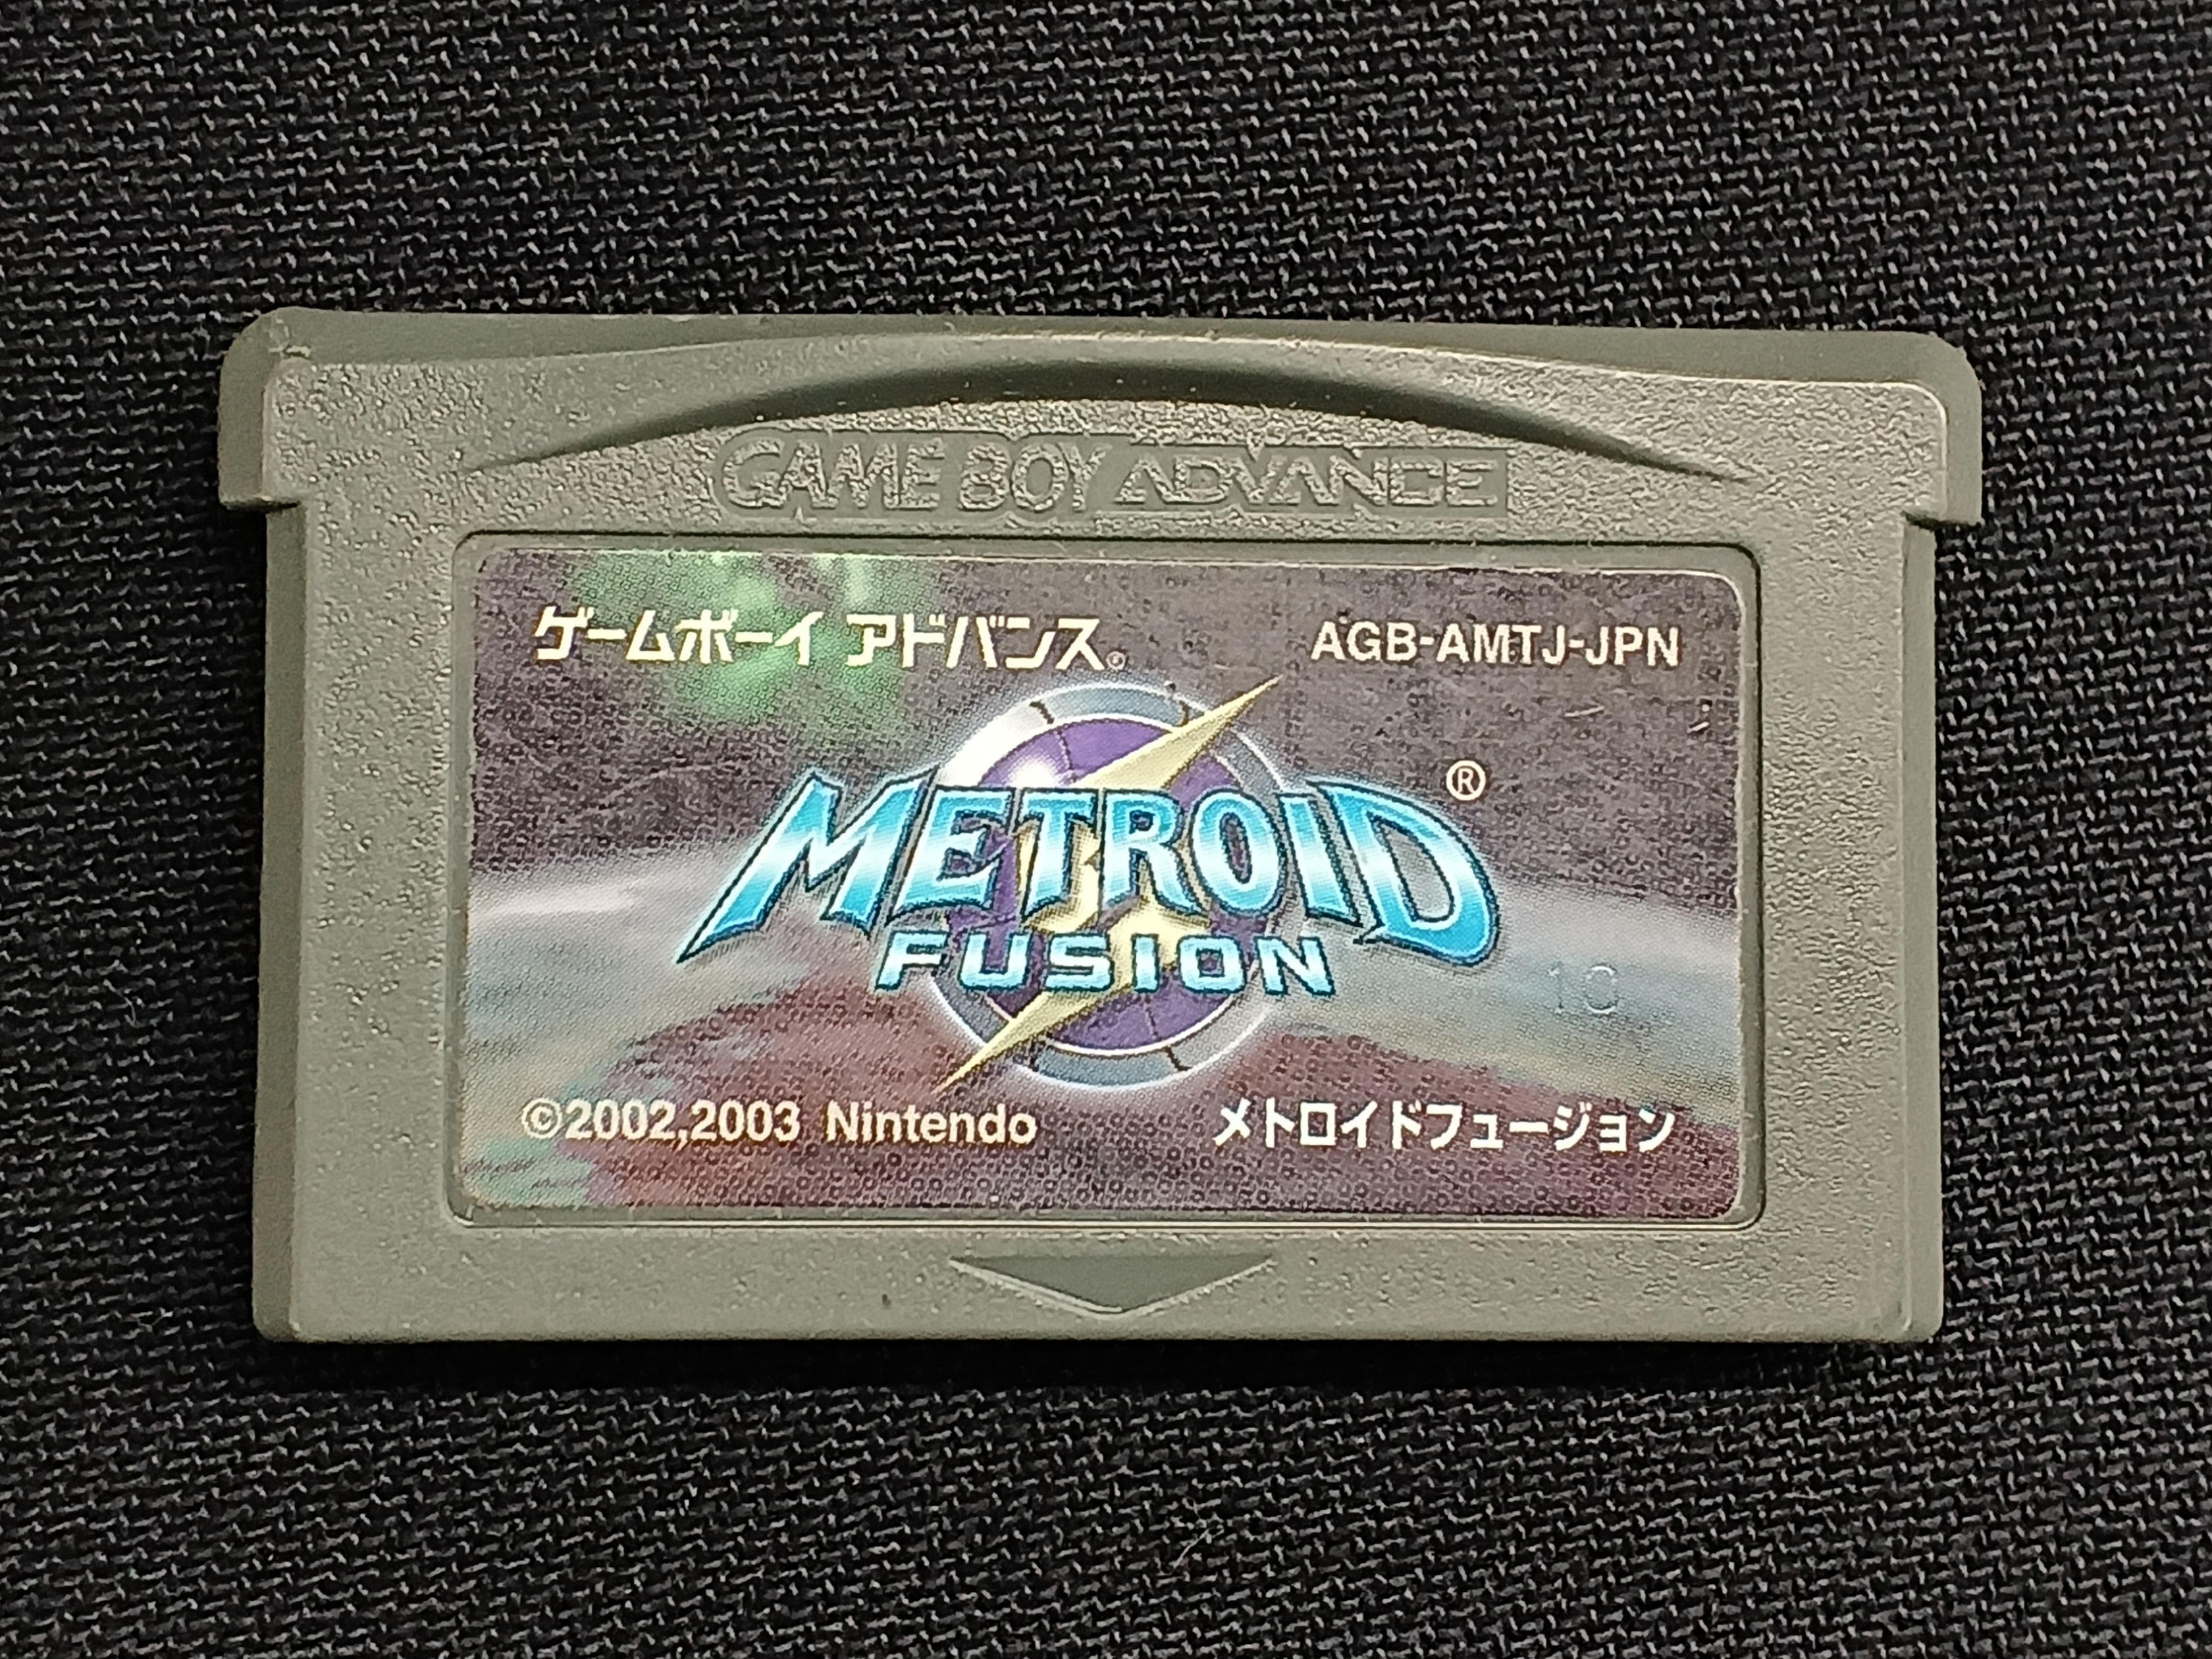 GAME BOY ADVANCE
ゲームボーイ アドバンス® AGB-AMTJ-JPN
METROID®
FUSION
10
©2002,2003 Nintendo メトロイドフュージョン